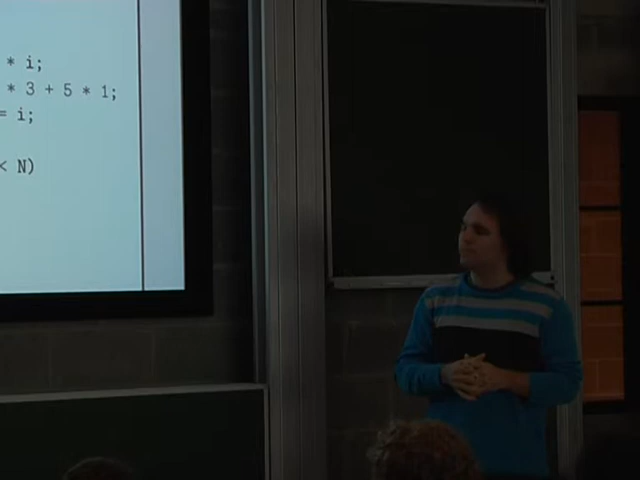 * i;
* 3 + 5 * 1;
= i;
< N)